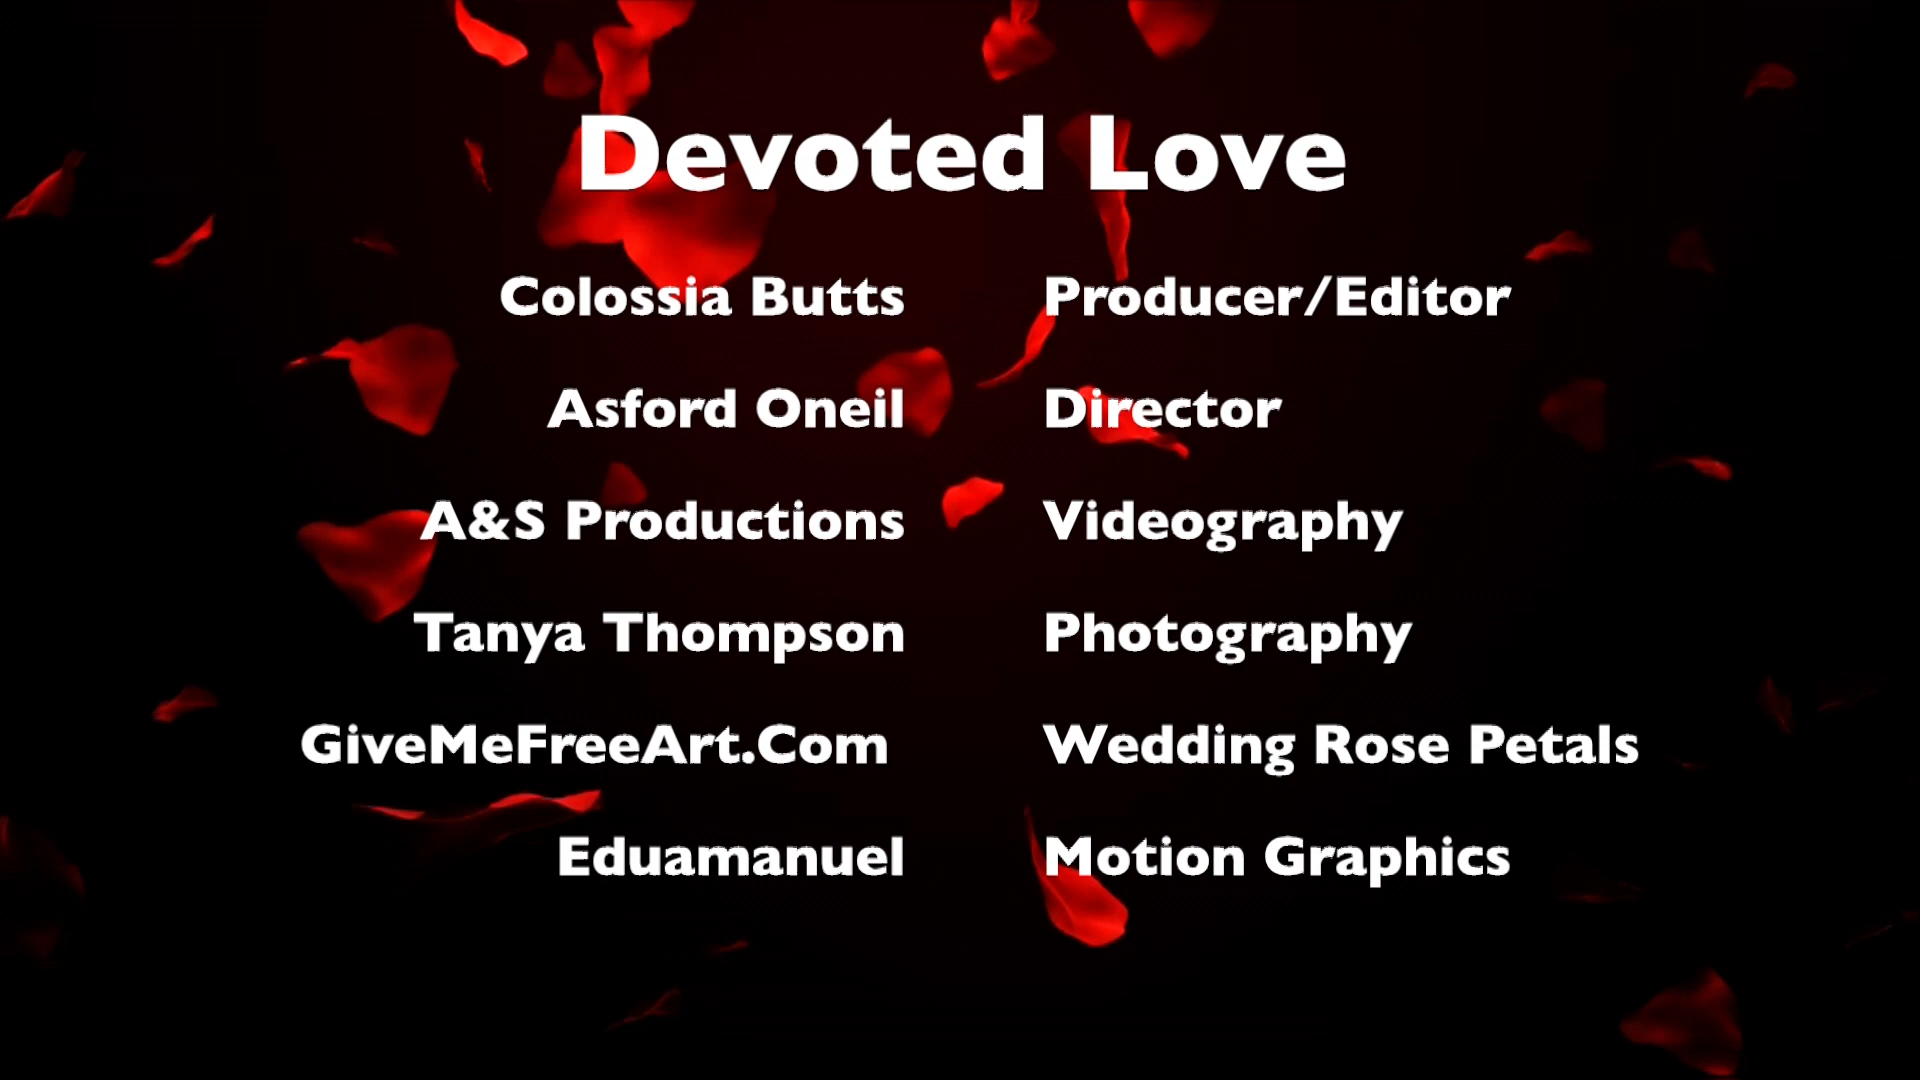 Devoted Love
Colossia Butts Producer/Editor
Asford Oneil Director
A&S Productions Videography
Tanya Thompson Photography
GiveMeFreeArt.Com Wedding Rose Petals
Eduamanuel Motion Graphics